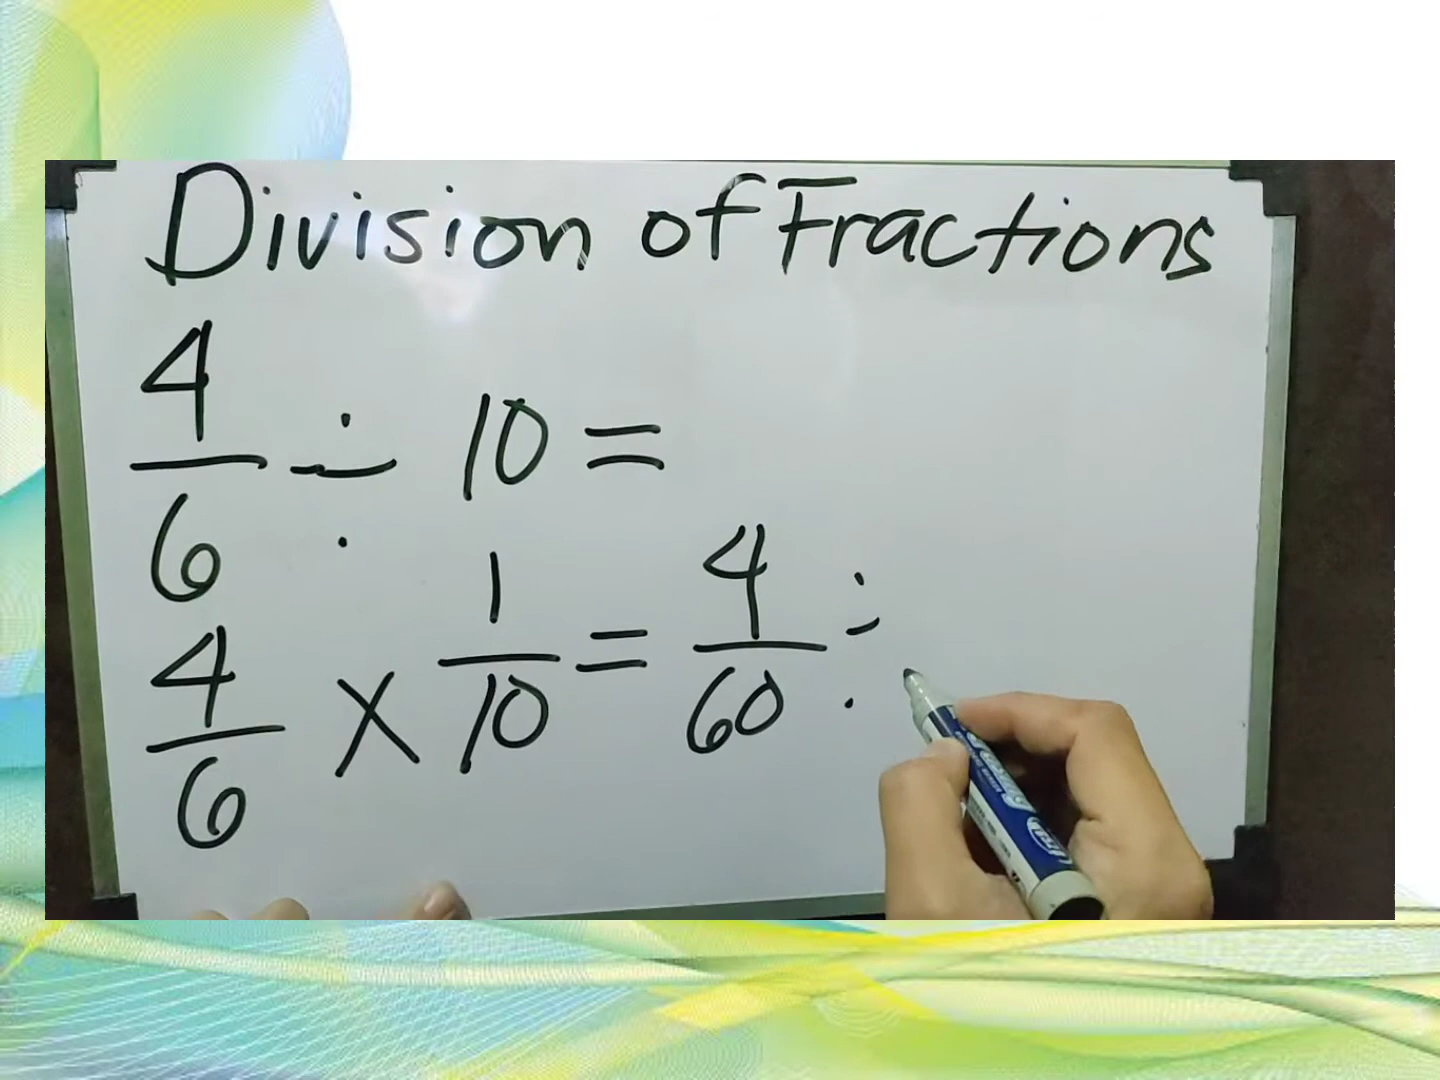 Division of Fractions
4/6 ÷ 10 =
4/6 × 1/10 = 4/60 ÷